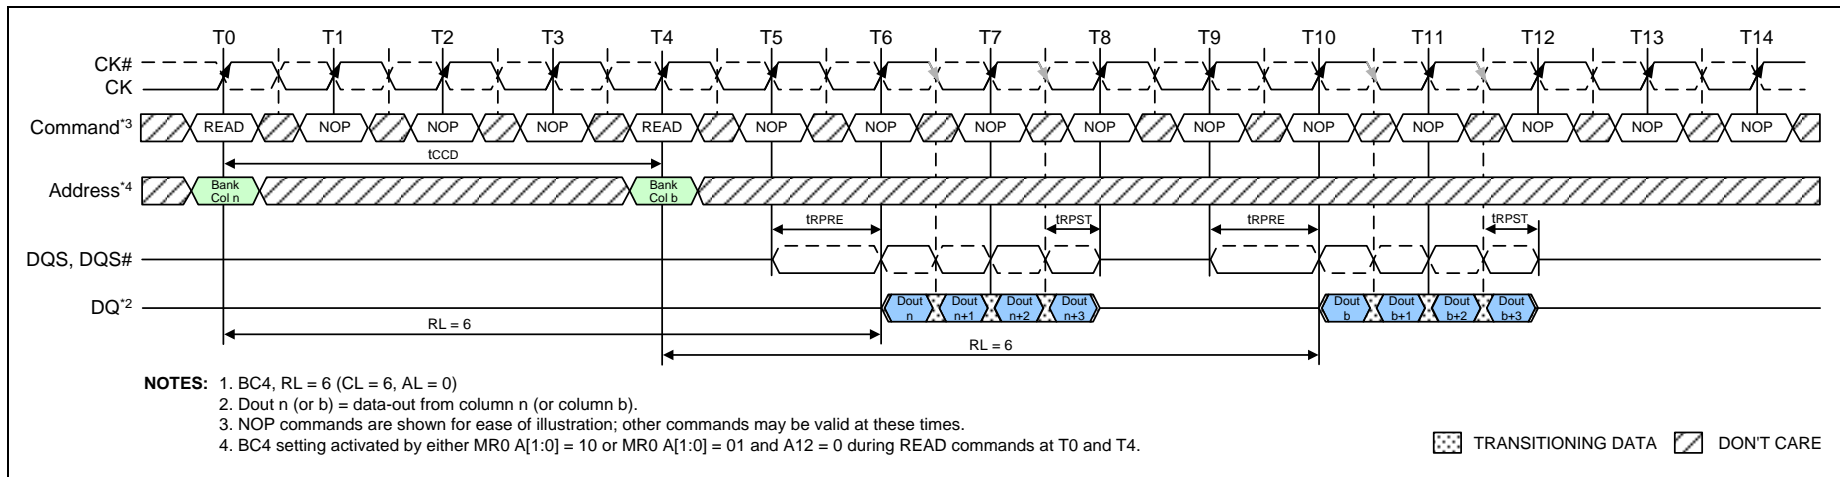 T0 T1 T2 T3 T4 T5 T6 T7 T8 T9 T10 T11 T12 T13 T14
CK#
CK
Command*3 READ NOP NOP NOP READ NOP NOP NOP NOP NOP NOP NOP NOP NOP NOP
tCCD
Address*4 Bank Col n Bank Col b
tRPRE tRPST tRPRE tRPST
DQS, DQS#
DQ*2 Dout n Dout n+1 Dout n+2 Dout n+3 Dout b Dout b+1 Dout b+2 Dout b+3
RL = 6
RL = 6
NOTES: 1. BC4, RL = 6 (CL = 6, AL = 0)
2. Dout n (or b) = data-out from column n (or column b).
3. NOP commands are shown for ease of illustration; other commands may be valid at these times.
4. BC4 setting activated by either MR0 A[1:0] = 10 or MR0 A[1:0] = 01 and A12 = 0 during READ commands at T0 and T4.
TRANSITIONING DATA DON'T CARE